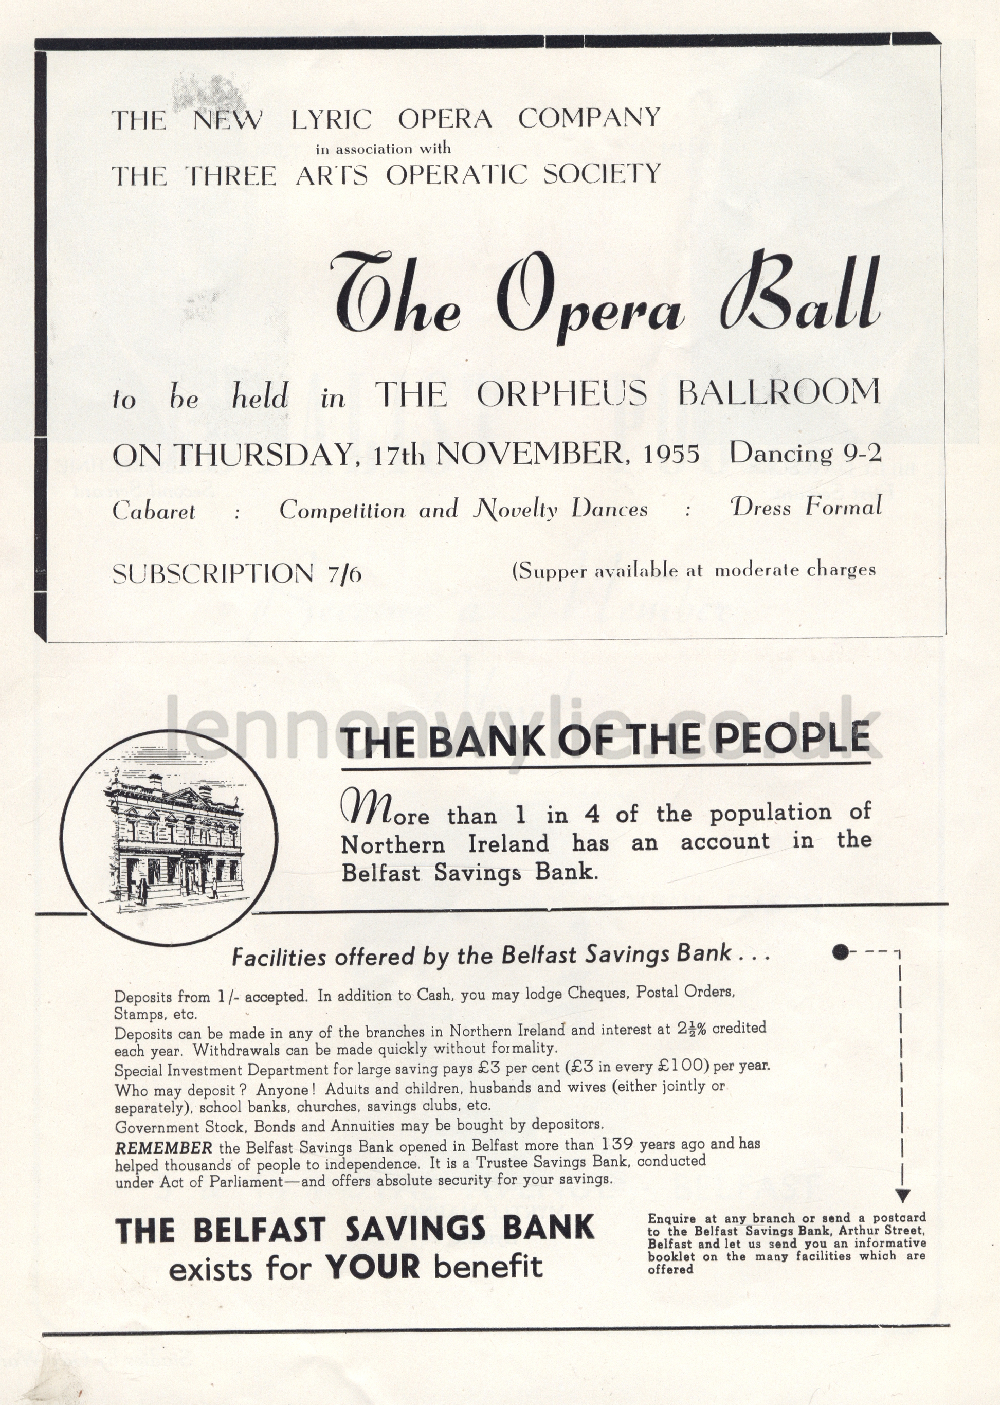 THE NEW LYRIC OPERA COMPANY
in association with
THE THREE ARTS OPERATIC SOCIETY
The Opera Ball
to be held in THE ORPHEUS BALLROOM
ON THURSDAY, 17th NOVEMBER, 1955 Dancing 9-2
Cabaret : Competition and Novelty Dances : Dress Formal
SUBSCRIPTION 7/6 (Supper available at moderate charges
lennonwylie.co.uk
THE BANK OF THE PEOPLE
More than 1 in 4 of the population of
Northern Ireland has an account in the
Belfast Savings Bank.
Facilities offered by the Belfast Savings Bank . . .
Deposits from 1/- accepted. In addition to Cash, you may lodge Cheques, Postal Orders,
Stamps, etc.
Deposits can be made in any of the branches in Northern Ireland and interest at 2½% credited
each year. Withdrawals can be made quickly without formality.
Special Investment Department for large saving pays £3 per cent (£3 in every £100) per year.
Who may deposit? Anyone! Adults and children, husbands and wives (either jointly or
separately), school banks, churches, savings clubs, etc.
Government Stock, Bonds and Annuities may be bought by depositors.
REMEMBER the Belfast Savings Bank opened in Belfast more than 139 years ago and has
helped thousands of people to independence. It is a Trustee Savings Bank, conducted
under Act of Parliament—and offers absolute security for your savings.
THE BELFAST SAVINGS BANK
exists for YOUR benefit
Enquire at any branch or send a postcard
to the Belfast Savings Bank, Arthur Street,
Belfast and let us send you an informative
booklet on the many facilities which are
offered